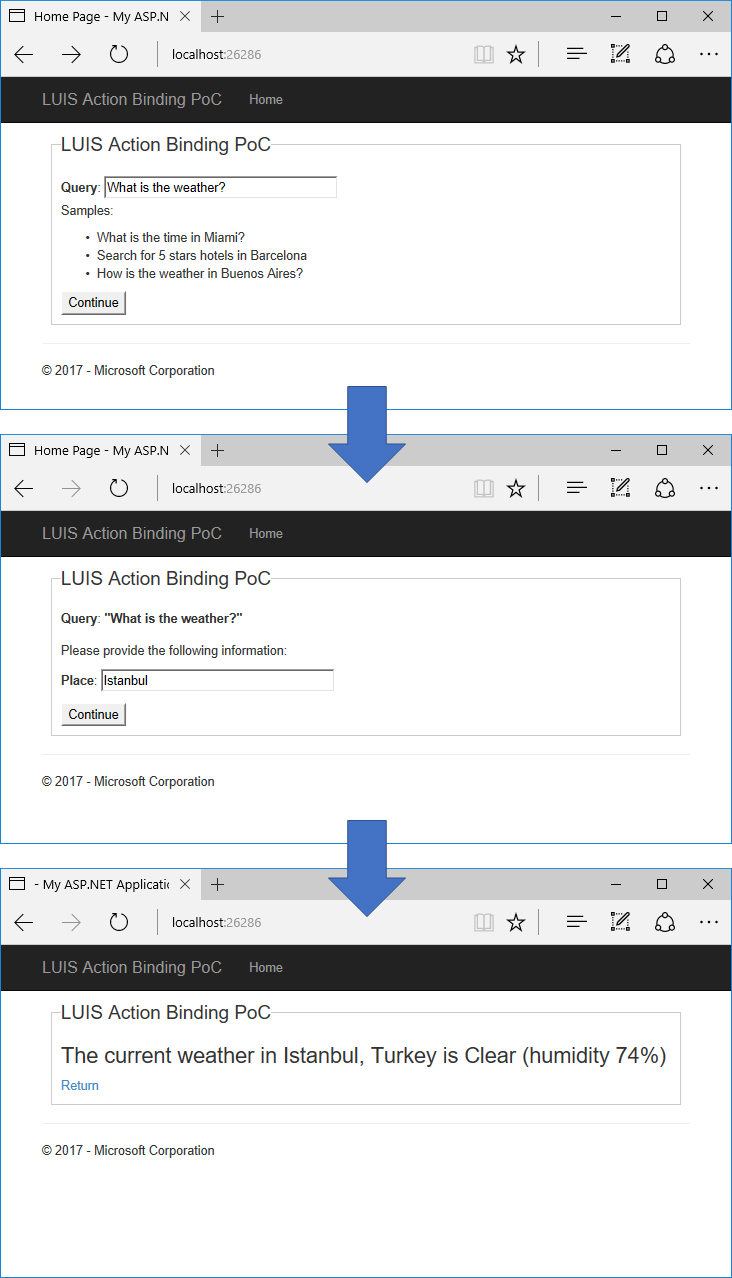 Home Page - My ASP.N
localhost:26286
LUIS Action Binding PoC Home
LUIS Action Binding PoC
Query: What is the weather?
Samples:
• What is the time in Miami?
• Search for 5 stars hotels in Barcelona
• How is the weather in Buenos Aires?
Continue
© 2017 - Microsoft Corporation
Home Page - My ASP.N
localhost:26286
LUIS Action Binding PoC Home
LUIS Action Binding PoC
Query: "What is the weather?"
Please provide the following information:
Place: Istanbul
Continue
© 2017 - Microsoft Corporation
- My ASP.NET Applicatic
localhost:26286
LUIS Action Binding PoC Home
LUIS Action Binding PoC
The current weather in Istanbul, Turkey is Clear (humidity 74%)
Return
© 2017 - Microsoft Corporation